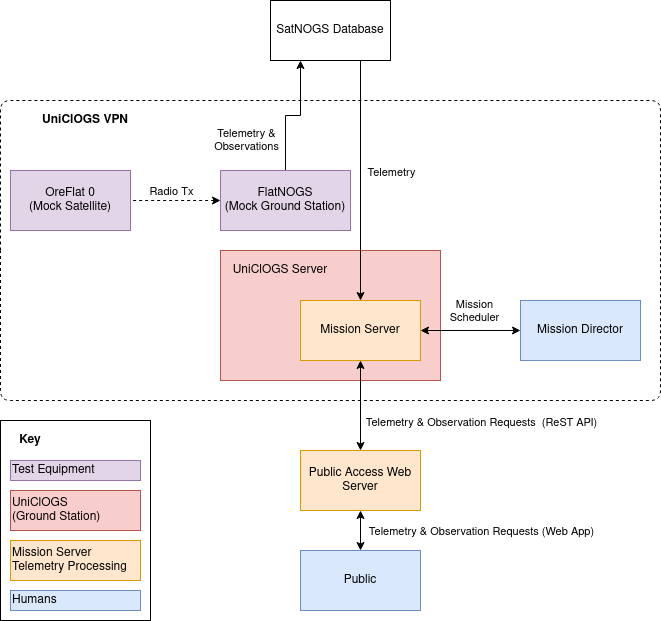 SatNOGS Database
UniClOGS VPN
Telemetry &
Observations
OreFlat 0
(Mock Satellite)
Radio Tx
FlatNOGS
(Mock Ground Station)
Telemetry
UniClOGS Server
Mission Server
Mission
Scheduler
Mission Director
Telemetry & Observation Requests  (ReST API)
Key
Test Equipment
UniClOGS
(Ground Station)
Mission Server
Telemetry Processing
Humans
Public Access Web
Server
Telemetry & Observation Requests (Web App)
Public